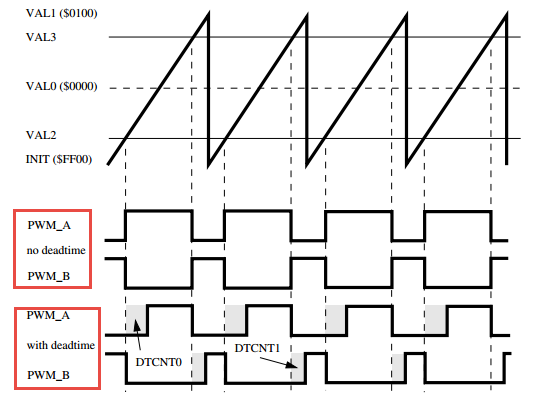 VAL1 ($0100)
VAL3
VAL0 ($0000)
VAL2
INIT ($FF00)
PWM_A
no deadtime
PWM_B
PWM_A
with deadtime
DTCNT0
DTCNT1
PWM_B